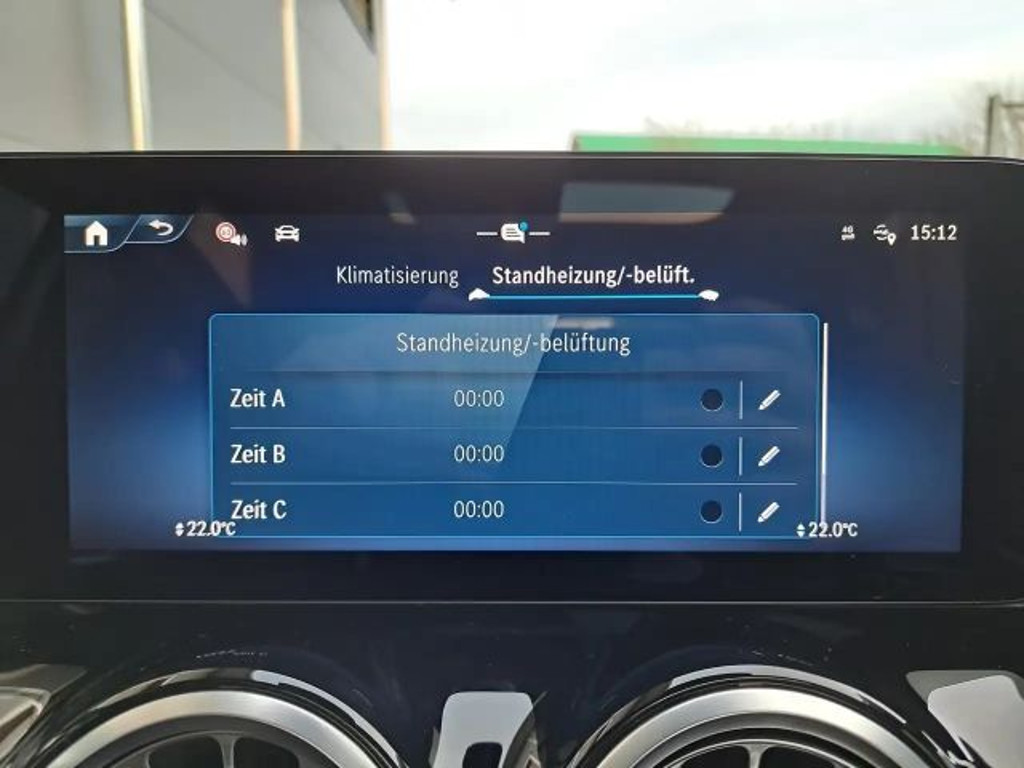 4G 15:12
Klimatisierung Standheizung/-belüft.
Standheizung/-belüftung
Zeit A 00:00
Zeit B 00:00
Zeit C 00:00
22.0°C 22.0°C